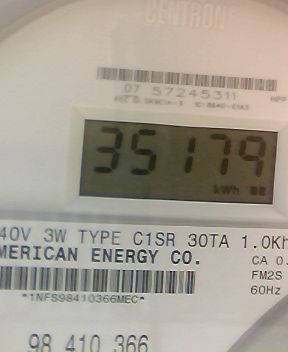 CENTRON
07 57245311
35179
kWh 88
40V 3W TYPE C1SR 30TA 1.0Kh
MERICAN ENERGY CO.
CA 0.
FM2S
60Hz
*1NFS98410366MEC*
98 410 366